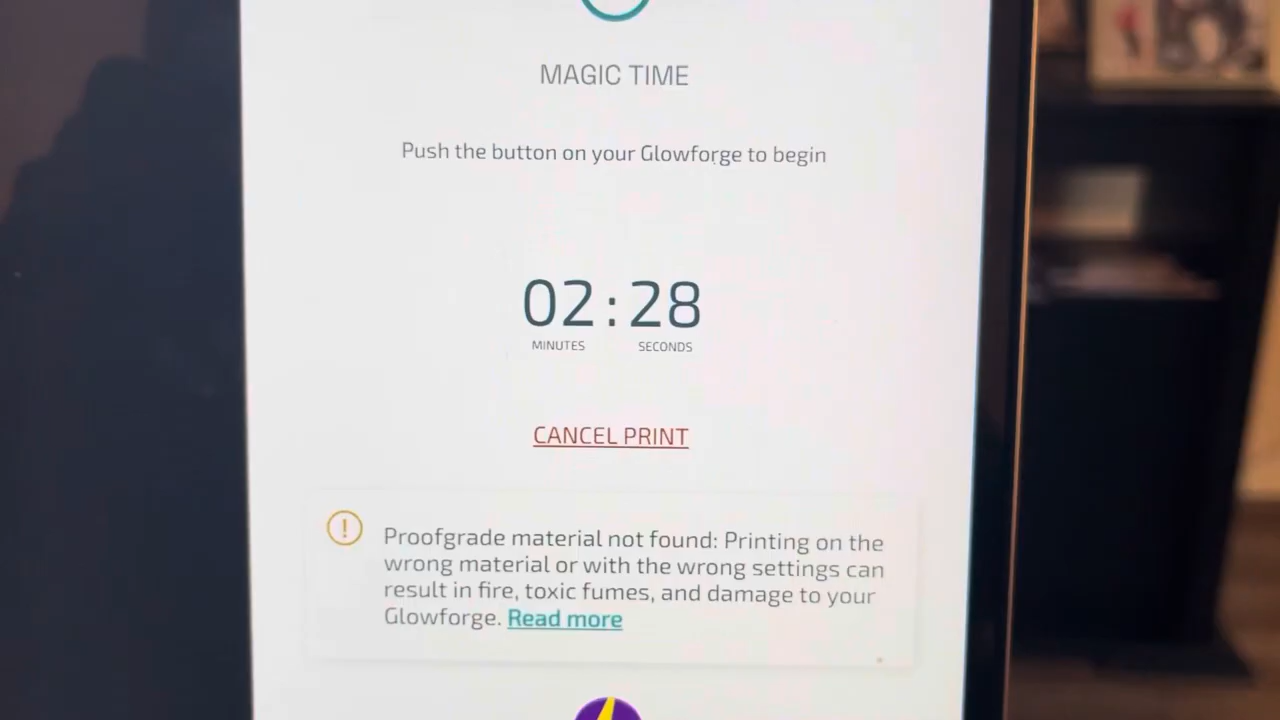 MAGIC TIME
Push the button on your Glowforge to begin
02:28
MINUTES SECONDS
CANCEL PRINT
Proofgrade material not found: Printing on the
wrong material or with the wrong settings can
result in fire, toxic fumes, and damage to your
Glowforge. Read more